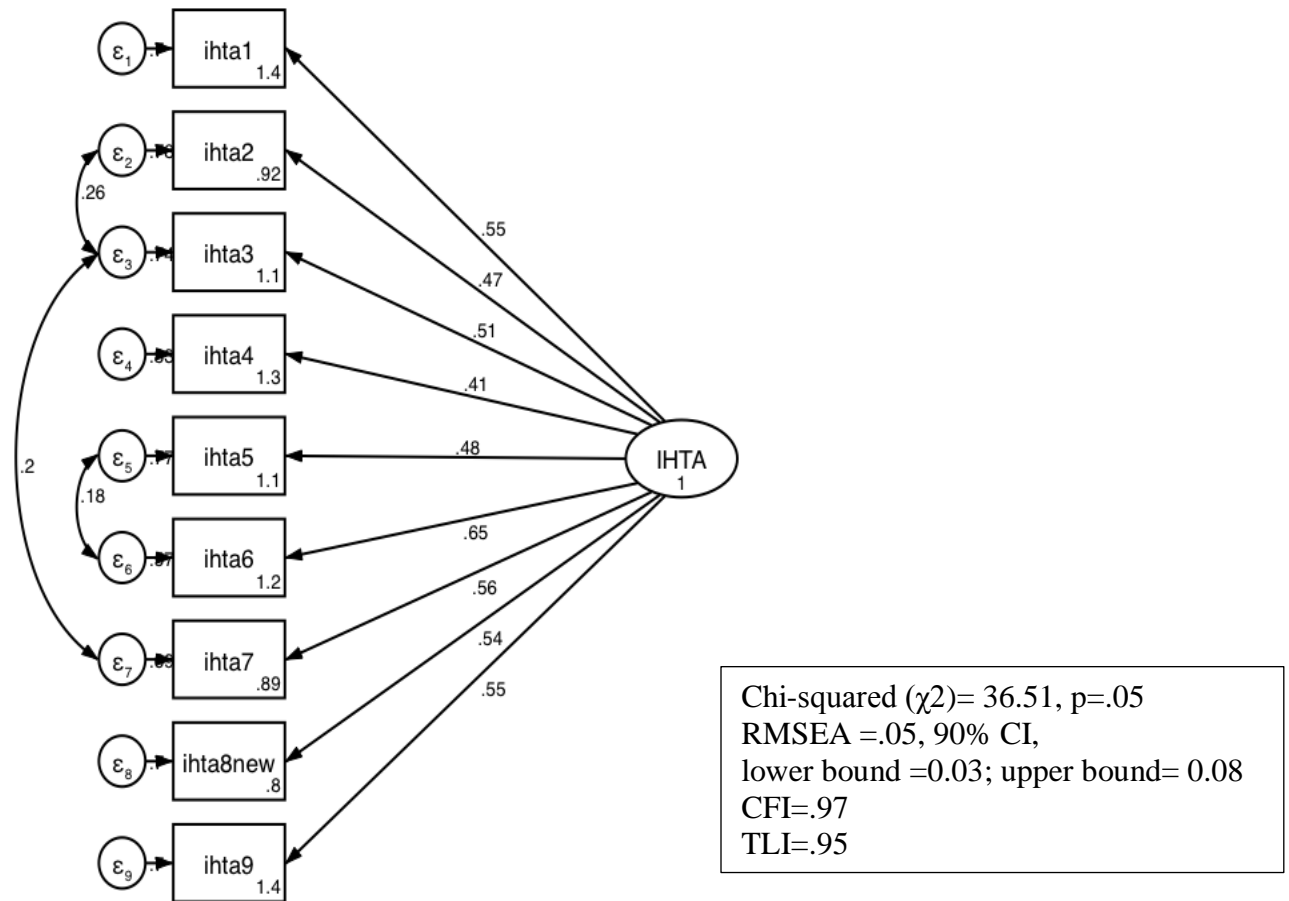 ε1
ihta1
1.4
ε2
ihta2
.92
.26
ε3
ihta3
1.1
ε4
ihta4
1.3
ε5
ihta5
1.1
.18
ε6
ihta6
1.2
.2
ε7
ihta7
.89
ε8
ihta8new
.8
ε9
ihta9
1.4
.55
.47
.51
.41
.48
.65
.56
.54
.55
IHTA
1
Chi-squared (χ2)= 36.51, p=.05
RMSEA =.05, 90% CI,
lower bound =0.03; upper bound= 0.08
CFI=.97
TLI=.95